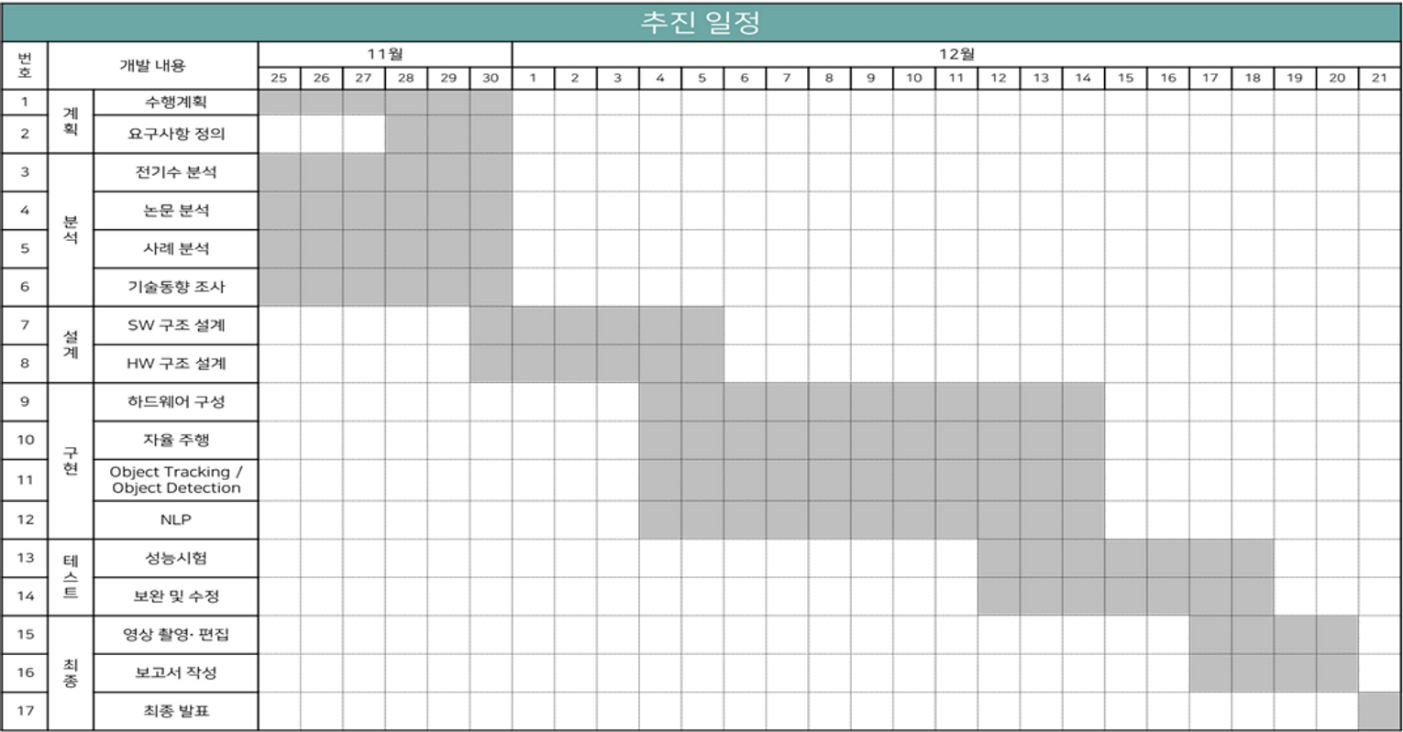 추진 일정
번호 개발 내용 11월 12월
25 26 27 28 29 30 1 2 3 4 5 6 7 8 9 10 11 12 13 14 15 16 17 18 19 20 21
계획
1 수행계획
2 요구사항 정의
분석
3 전기수 분석
4 논문 분석
5 사례 분석
6 기술동향 조사
설계
7 SW 구조 설계
8 HW 구조 설계
구현
9 하드웨어 구성
10 자율 주행
11 Object Tracking /
Object Detection
12 NLP
테스트
13 성능시험
14 보완 및 수정
최종
15 영상 촬영· 편집
16 보고서 작성
17 최종 발표